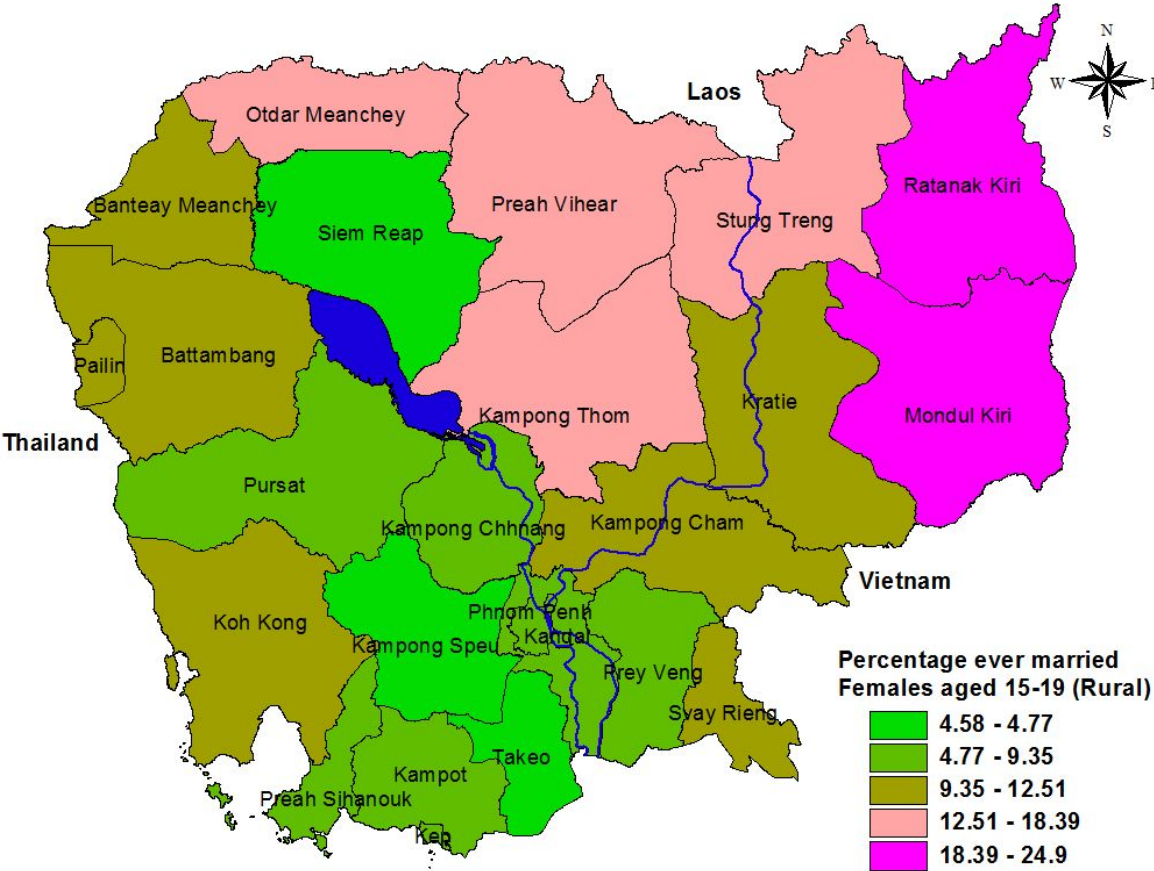 N
W
S
Laos
Otdar Meanchey
Ratanak Kiri
Banteay Meanchey
Preah Vihear
Stung Treng
Siem Reap
Battambang
Pailin
Kratie
Kampong Thom
Mondul Kiri
Thailand
Pursat
Kampong Chhnang
Kampong Cham
Vietnam
Phnom Penh
Koh Kong
Kandal
Kampong Speu
Prey Veng
Svay Rieng
Takeo
Kampot
Preah Sihanouk
Kep
Percentage ever married
Females aged 15-19 (Rural)
4.58 - 4.77
4.77 - 9.35
9.35 - 12.51
12.51 - 18.39
18.39 - 24.9